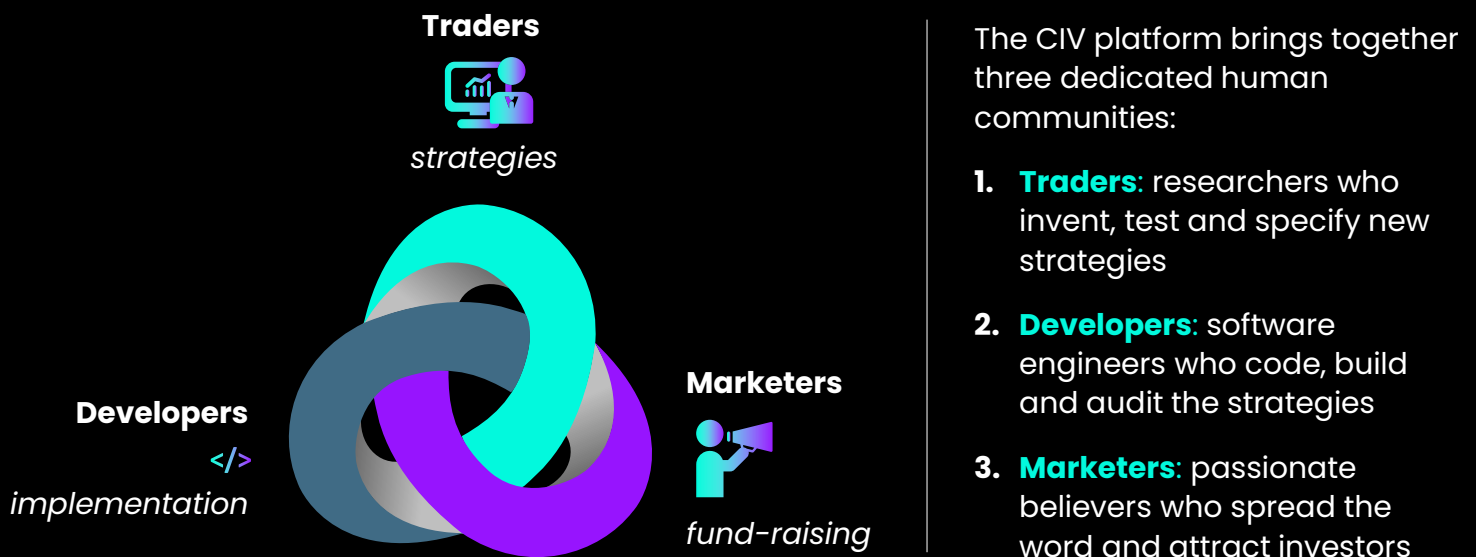 Traders
strategies
Developers
</>
implementation
Marketers
fund-raising
The CIV platform brings together
three dedicated human
communities:
1. Traders: researchers who
invent, test and specify new
strategies
2. Developers: software
engineers who code, build
and audit the strategies
3. Marketers: passionate
believers who spread the
word and attract investors